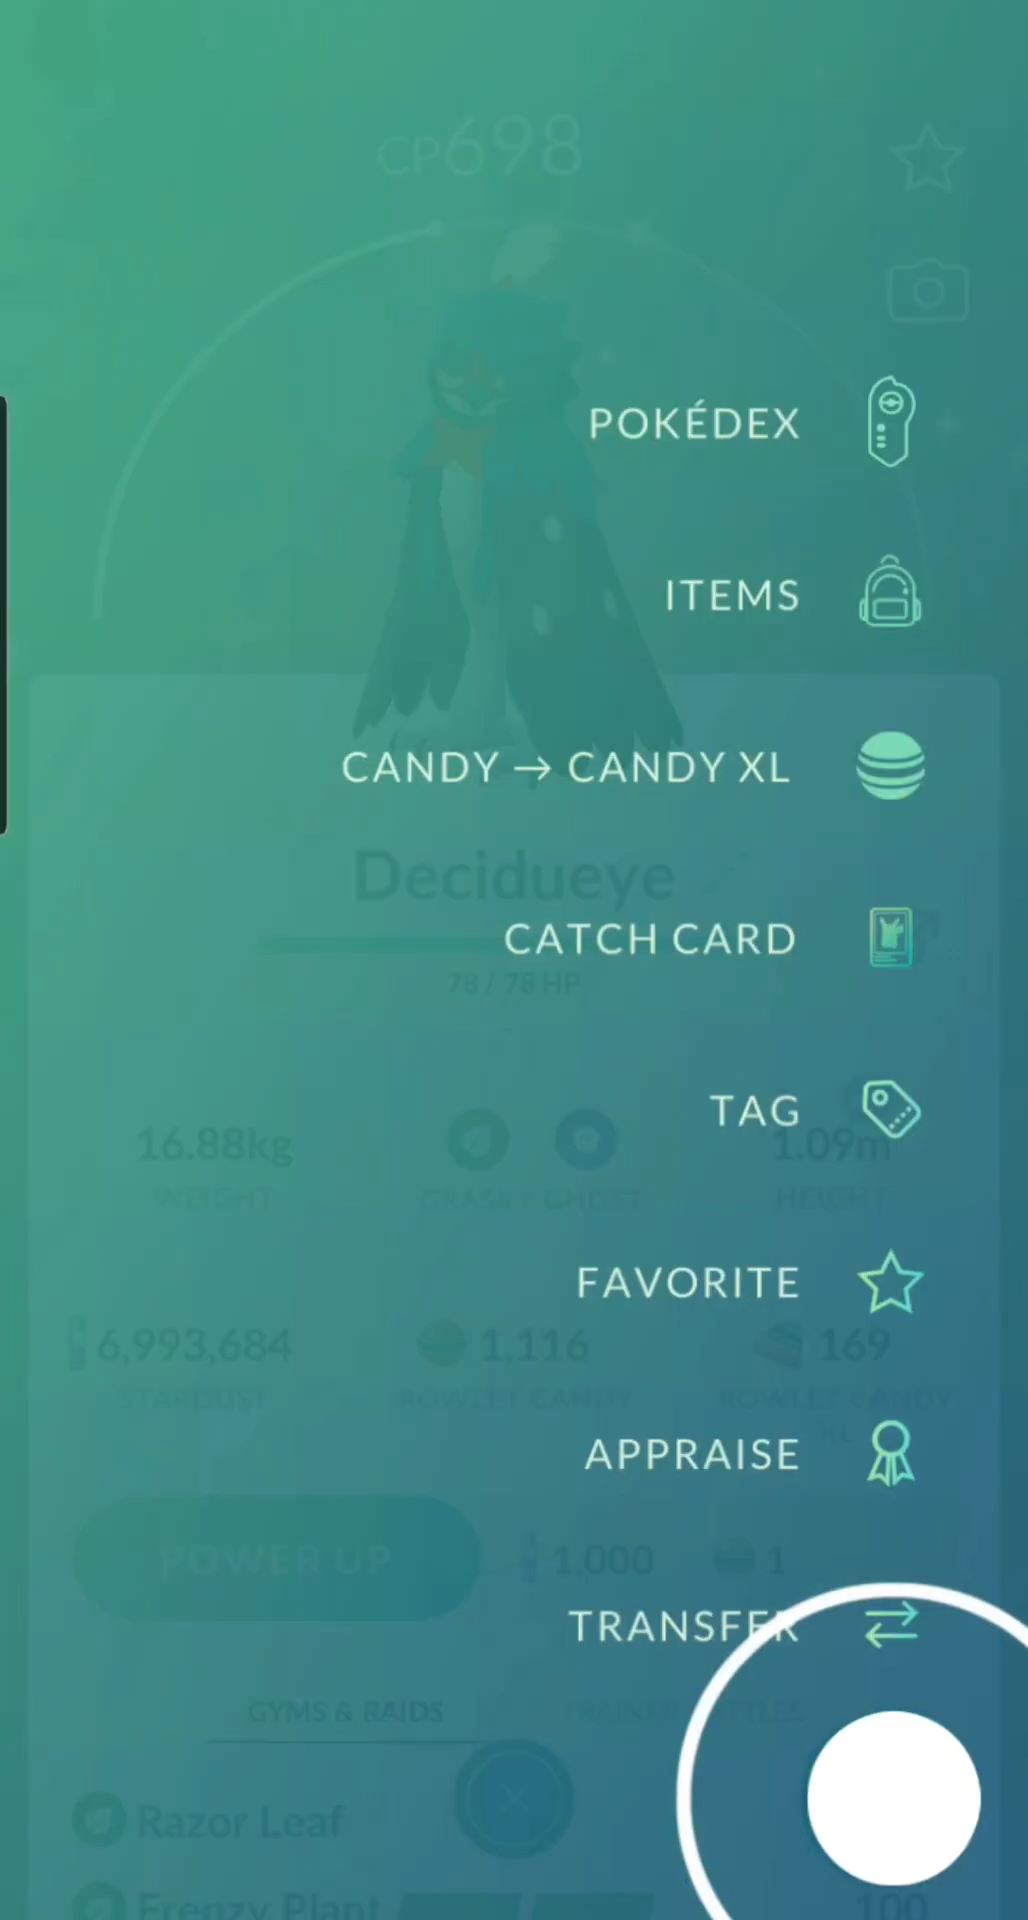 CP698
POKÉDEX
ITEMS
CANDY → CANDY XL
Decidueye
CATCH CARD
78 / 78 HP
TAG
16.88kg
1.09m
WEIGHT
GRASS / GHOST
HEIGHT
FAVORITE
6,993,684
1,116
169
STARDUST
ROWLET CANDY
ROWLET CANDY
XL
APPRAISE
POWER UP
1,000
1
TRANSFER
GYMS & RAIDS
TRAINER BATTLES
Razor Leaf
Frenzy Plant
100